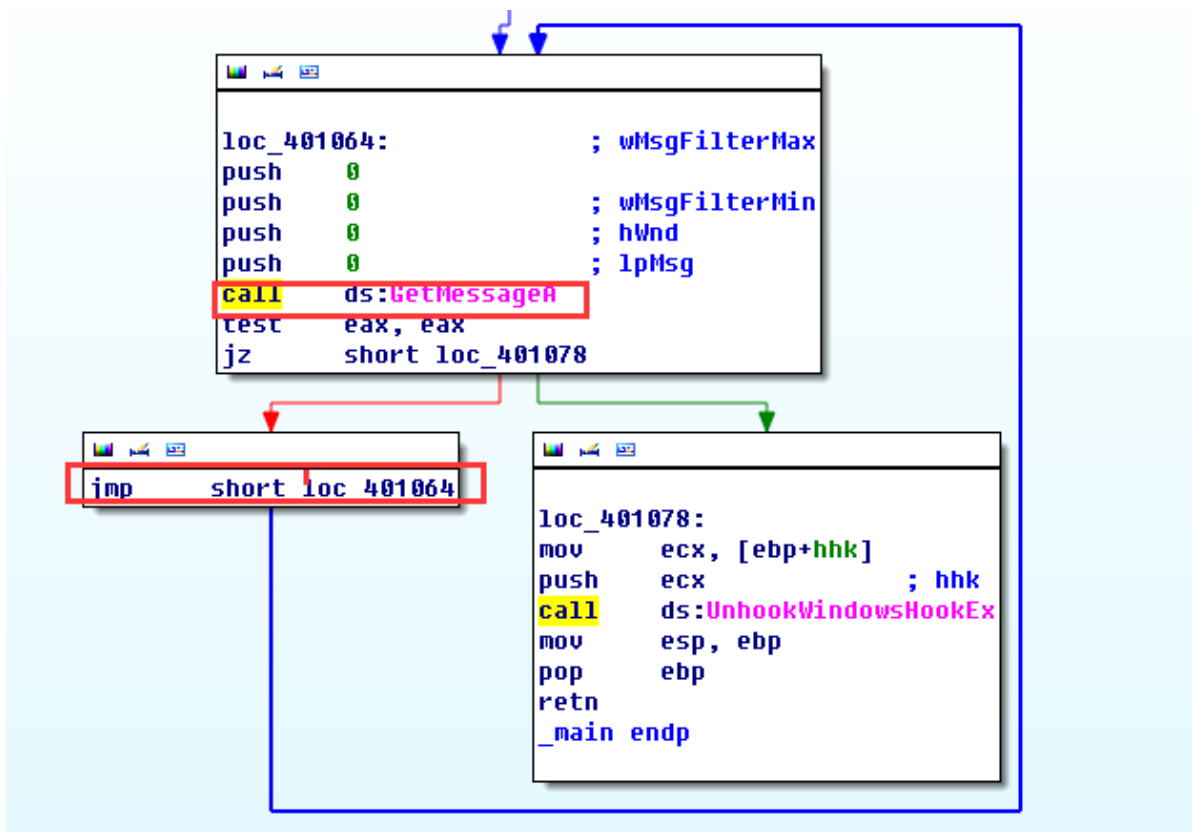 loc_401064: ; wMsgFilterMax
push 0
push 0 ; wMsgFilterMin
push 0 ; hWnd
push 0 ; lpMsg
call ds:GetMessageA
test eax, eax
jz short loc_401078
jmp short loc_401064
loc_401078:
mov ecx, [ebp+hhk]
push ecx ; hhk
call ds:UnhookWindowsHookEx
mov esp, ebp
pop ebp
retn
_main endp